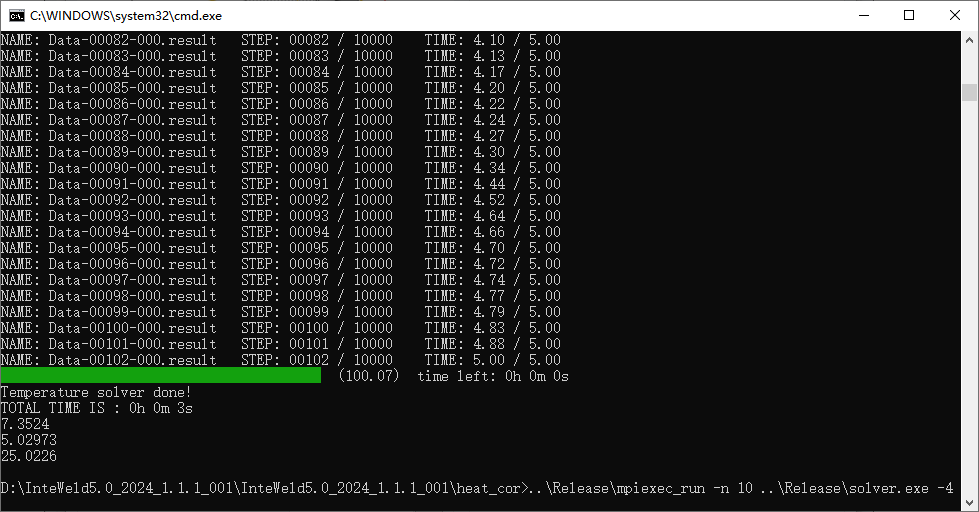 C:\WINDOWS\system32\cmd.exe
NAME: Data-00082-000.result   STEP: 00082 / 10000    TIME: 4.10 / 5.00
NAME: Data-00083-000.result   STEP: 00083 / 10000    TIME: 4.13 / 5.00
NAME: Data-00084-000.result   STEP: 00084 / 10000    TIME: 4.17 / 5.00
NAME: Data-00085-000.result   STEP: 00085 / 10000    TIME: 4.20 / 5.00
NAME: Data-00086-000.result   STEP: 00086 / 10000    TIME: 4.22 / 5.00
NAME: Data-00087-000.result   STEP: 00087 / 10000    TIME: 4.24 / 5.00
NAME: Data-00088-000.result   STEP: 00088 / 10000    TIME: 4.27 / 5.00
NAME: Data-00089-000.result   STEP: 00089 / 10000    TIME: 4.30 / 5.00
NAME: Data-00090-000.result   STEP: 00090 / 10000    TIME: 4.34 / 5.00
NAME: Data-00091-000.result   STEP: 00091 / 10000    TIME: 4.44 / 5.00
NAME: Data-00092-000.result   STEP: 00092 / 10000    TIME: 4.52 / 5.00
NAME: Data-00093-000.result   STEP: 00093 / 10000    TIME: 4.64 / 5.00
NAME: Data-00094-000.result   STEP: 00094 / 10000    TIME: 4.66 / 5.00
NAME: Data-00095-000.result   STEP: 00095 / 10000    TIME: 4.70 / 5.00
NAME: Data-00096-000.result   STEP: 00096 / 10000    TIME: 4.72 / 5.00
NAME: Data-00097-000.result   STEP: 00097 / 10000    TIME: 4.74 / 5.00
NAME: Data-00098-000.result   STEP: 00098 / 10000    TIME: 4.77 / 5.00
NAME: Data-00099-000.result   STEP: 00099 / 10000    TIME: 4.79 / 5.00
NAME: Data-00100-000.result   STEP: 00100 / 10000    TIME: 4.83 / 5.00
NAME: Data-00101-000.result   STEP: 00101 / 10000    TIME: 4.88 / 5.00
NAME: Data-00102-000.result   STEP: 00102 / 10000    TIME: 5.00 / 5.00
(100.07)  time left: 0h 0m 0s
Temperature solver done!
TOTAL TIME IS : 0h 0m 3s
7.3524
5.02973
25.0226
D:\InteWeld5.0_2024_1.1.1_001\InteWeld5.0_2024_1.1.1_001\heat_cor>..\Release\mpiexec_run -n 10 ..\Release\solver.exe -4